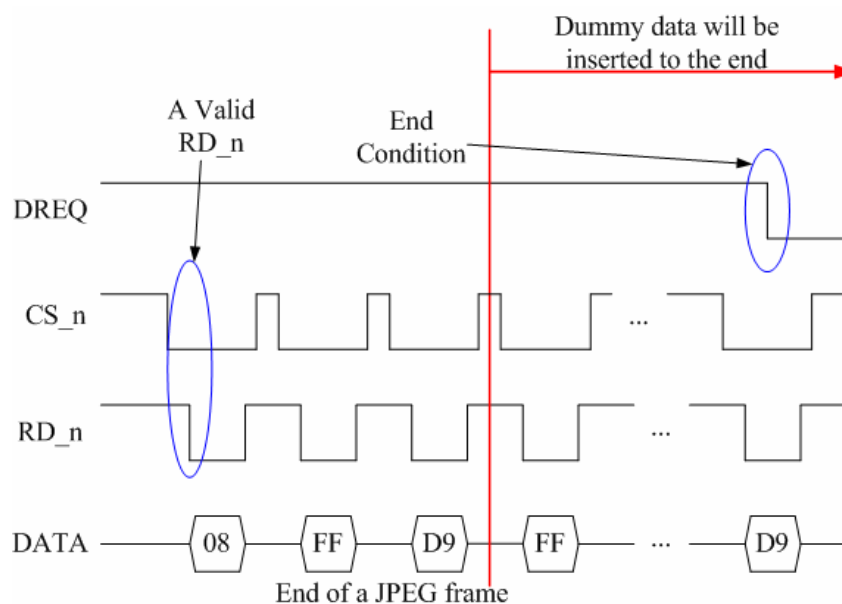 Dummy data will be
inserted to the end
A Valid
RD_n
End
Condition
DREQ
CS_n
...
RD_n
...
DATA
08
FF
D9
FF
...
D9
End of a JPEG frame